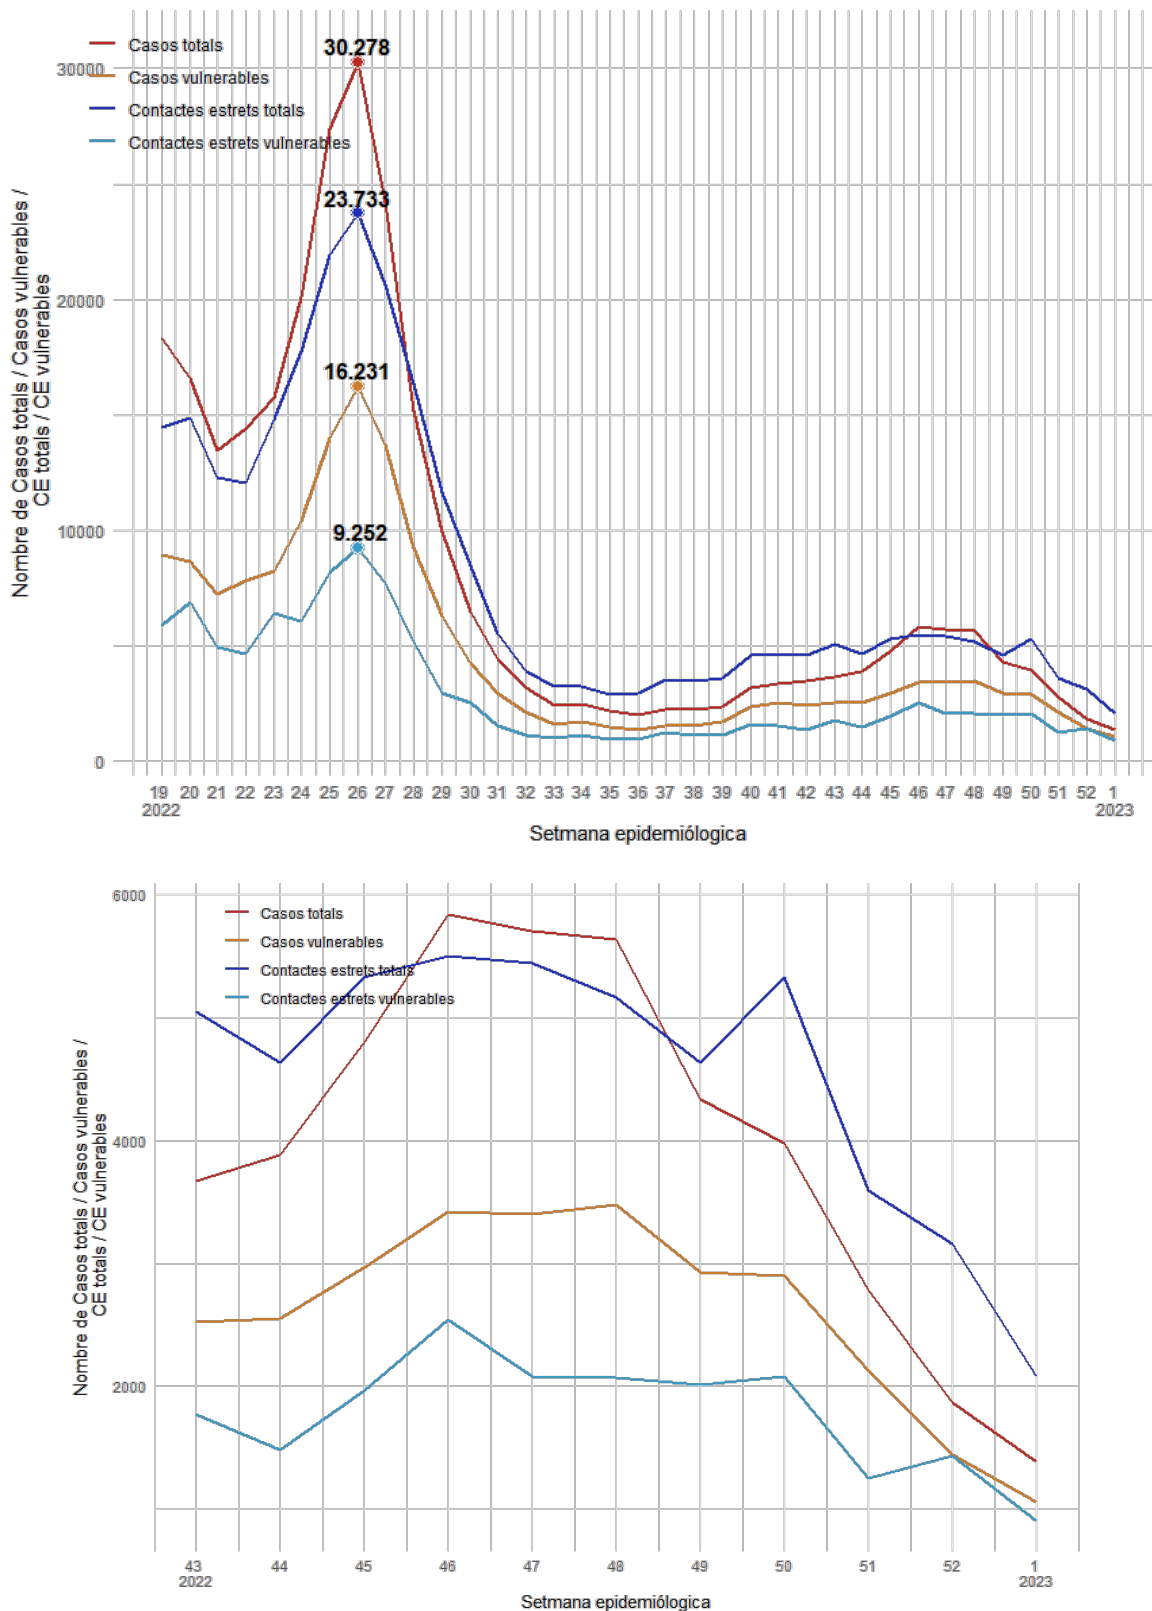 30.278
Casos totals
30000
Casos vulnerables
Contactes estrets totals
Contactes estrets vulnerables
23.733
Nombre de Casos totals / Casos vulnerables /
CE totals / CE vulnerables
20000
16.231
10000
9.252
0
19 20 21 22 23 24 25 26 27 28 29 30 31 32 33 34 35 36 37 38 39 40 41 42 43 44 45 46 47 48 49 50 51 52 1
2022 2023
Setmana epidemiólogica
6000
Casos totals
Casos vulnerables
Contactes estrets totals
Contactes estrets vulnerables
Nombre de Casos totals / Casos vulnerables /
CE totals / CE vulnerables
4000
2000
43 44 45 46 47 48 49 50 51 52 1
2022 2023
Setmana epidemiólogica